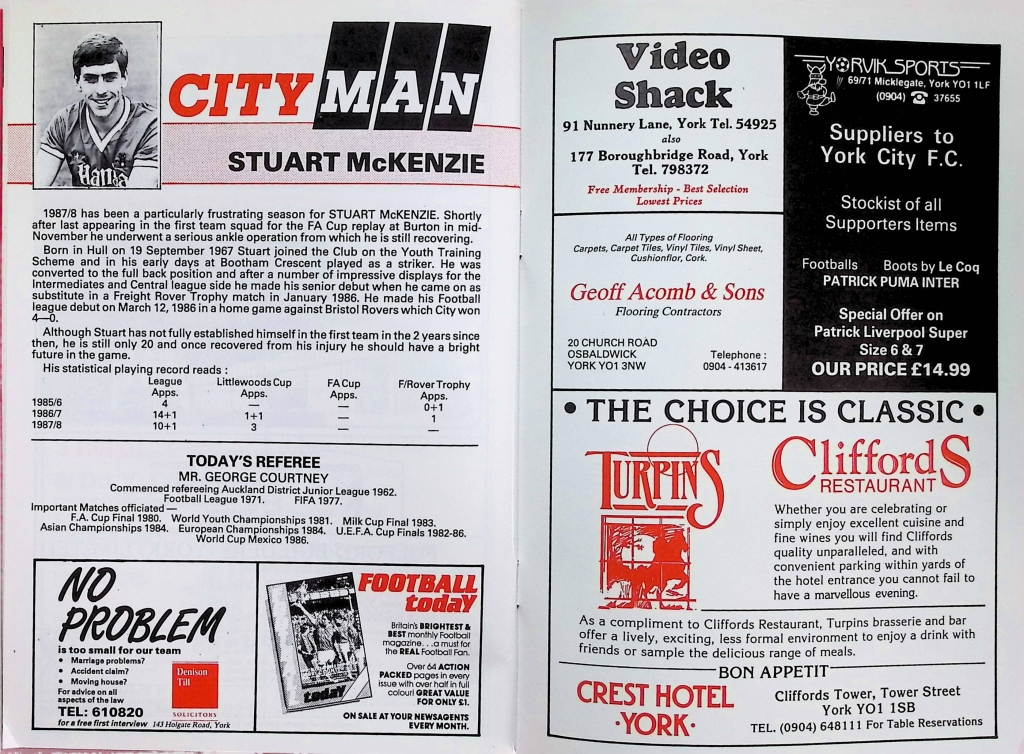 CITY MAN
STUART McKENZIE
1987/8 has been a particularly frustrating season for STUART McKENZIE. Shortly
after last appearing in the first team squad for the FA Cup replay at Burton in mid-
November he underwent a serious ankle operation from which he is still recovering.
Born in Hull on 19 September 1967 Stuart joined the Club on the Youth Training
Scheme and in his early days at Bootham Crescent played as a striker. He was
converted to the full back position and after a number of impressive displays for the
Intermediates and Central league side he made his senior debut when he came on as
substitute in a Freight Rover Trophy match in January 1986. He made his Football
league debut on March 12, 1986 in a home game against Bristol Rovers which City won
4—0.
Although Stuart has not fully established himself in the first team in the 2 years since
then, he is still only 20 and once recovered from his injury he should have a bright
future in the game.
His statistical playing record reads :
League Littlewoods Cup FA Cup F/Rover Trophy
Apps. Apps. Apps. Apps.
1985/6 4 — — 0+1
1986/7 14+1 1+1 — 1
1987/8 10+1 3 — —
TODAY'S REFEREE
MR. GEORGE COURTNEY
Commenced refereeing Auckland District Junior League 1962.
Football League 1971. FIFA 1977.
Important Matches officiated —
F.A. Cup Final 1980. World Youth Championships 1981. Milk Cup Final 1983.
Asian Championships 1984. European Championships 1984. U.E.F.A. Cup Finals 1982-86.
World Cup Mexico 1986.
NO
PROBLEM
is too small for our team
• Marriage problems?
• Accident claim?
• Moving house?
For advice on all
aspects of the law
TEL: 610820
for a free first interview
Denison
Till
SOLICITORS
143 Holgate Road, York
FOOTBALL
today
Britain's BRIGHTEST &
BEST monthly Football
magazine . . . a must for
the REAL Football Fan.
Over 64 ACTION
PACKED pages in every
issue with over half in full
colour! GREAT VALUE
FOR ONLY £1.
ON SALE AT YOUR NEWSAGENTS
EVERY MONTH.
today
Video
Shack
91 Nunnery Lane, York Tel. 54925
also
177 Boroughbridge Road, York
Tel. 798372
Free Membership - Best Selection
Lowest Prices
All Types of Flooring
Carpets, Carpet Tiles, Vinyl Tiles, Vinyl Sheet,
Cushionflor, Cork.
Geoff Acomb & Sons
Flooring Contractors
20 CHURCH ROAD
OSBALDWICK
YORK YO1 3NW
Telephone :
0904 - 413617
YORVIK SPORTS
69/71 Micklegate, York YO1 1LF
(0904) ☎ 37655
Suppliers to
York City F.C.
Stockist of all
Supporters Items
Footballs Boots by Le Coq
PATRICK PUMA INTER
Special Offer on
Patrick Liverpool Super
Size 6 & 7
OUR PRICE £14.99
• THE CHOICE IS CLASSIC •
TURPINS
CliffordS
RESTAURANT
Whether you are celebrating or
simply enjoy excellent cuisine and
fine wines you will find Cliffords
quality unparalleled, and with
convenient parking within yards of
the hotel entrance you cannot fail to
have a marvellous evening.
As a compliment to Cliffords Restaurant, Turpins brasserie and bar
offer a lively, exciting, less formal environment to enjoy a drink with
friends or sample the delicious range of meals.
BON APPETIT
CREST HOTEL
·YORK·
Cliffords Tower, Tower Street
York YO1 1SB
TEL. (0904) 648111 For Table Reservations